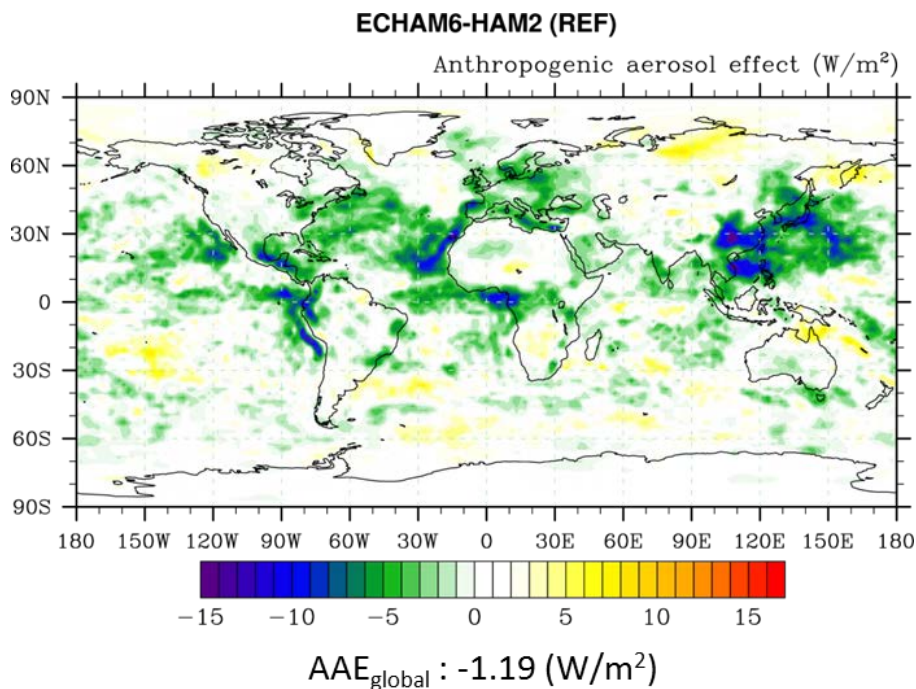 ECHAM6-HAM2 (REF)
Anthropogenic aerosol effect (W/m²)
90N
60N
30N
0
30S
60S
90S
180 150W 120W 90W 60W 30W 0 30E 60E 90E 120E 150E 180
−15 −10 −5 0 5 10 15
AAE_global : -1.19 (W/m²)